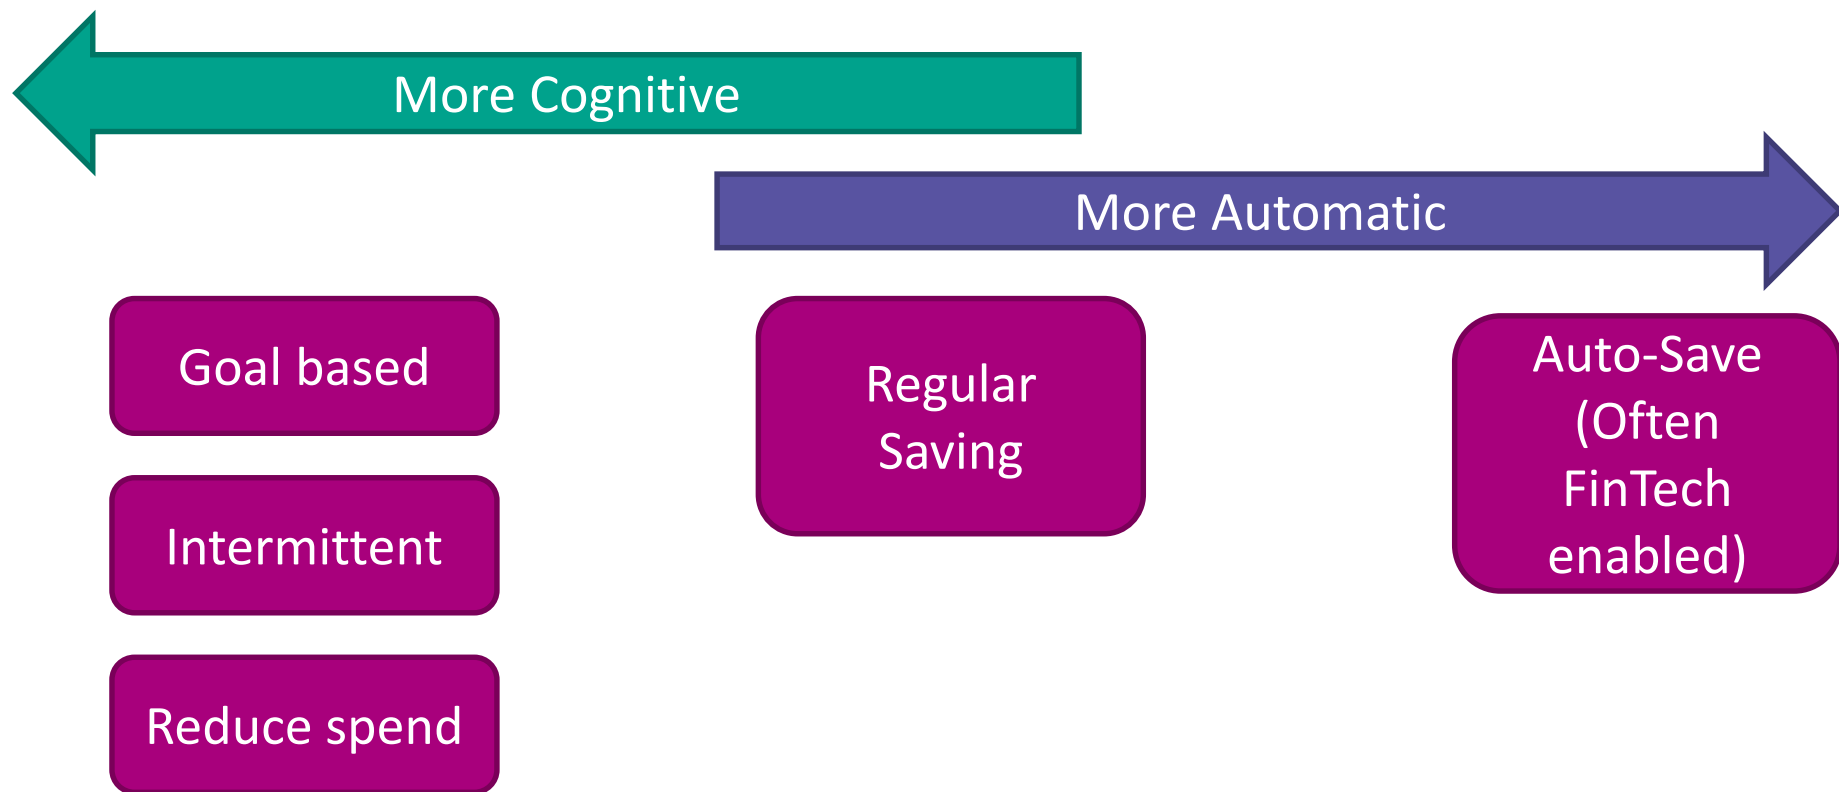 More Cognitive
More Automatic
Goal based
Intermittent
Reduce spend
Regular
Saving
Auto-Save
(Often
FinTech
enabled)